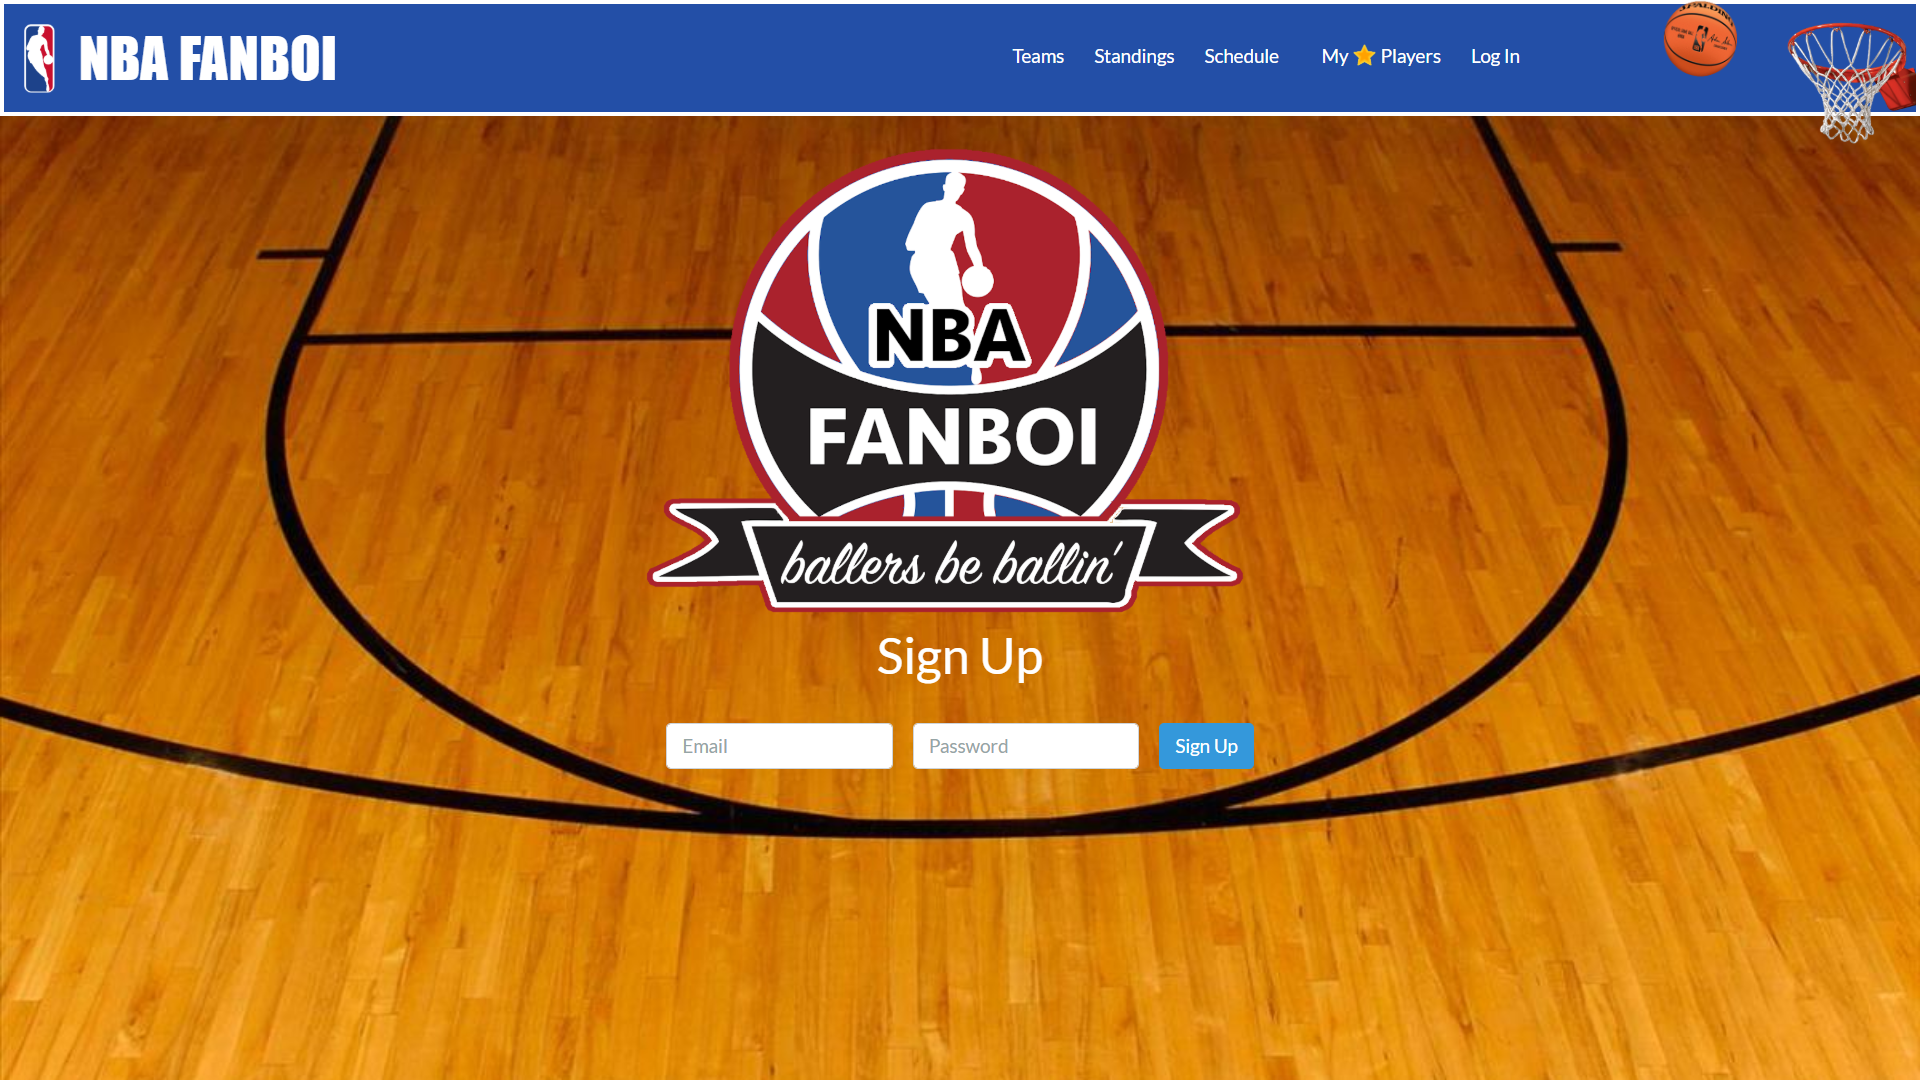 NBA FANBOI
Teams Standings Schedule My ⭐ Players Log In
SPALDING
NBA
FANBOI
ballers be ballin'
Sign Up
Email Password Sign Up